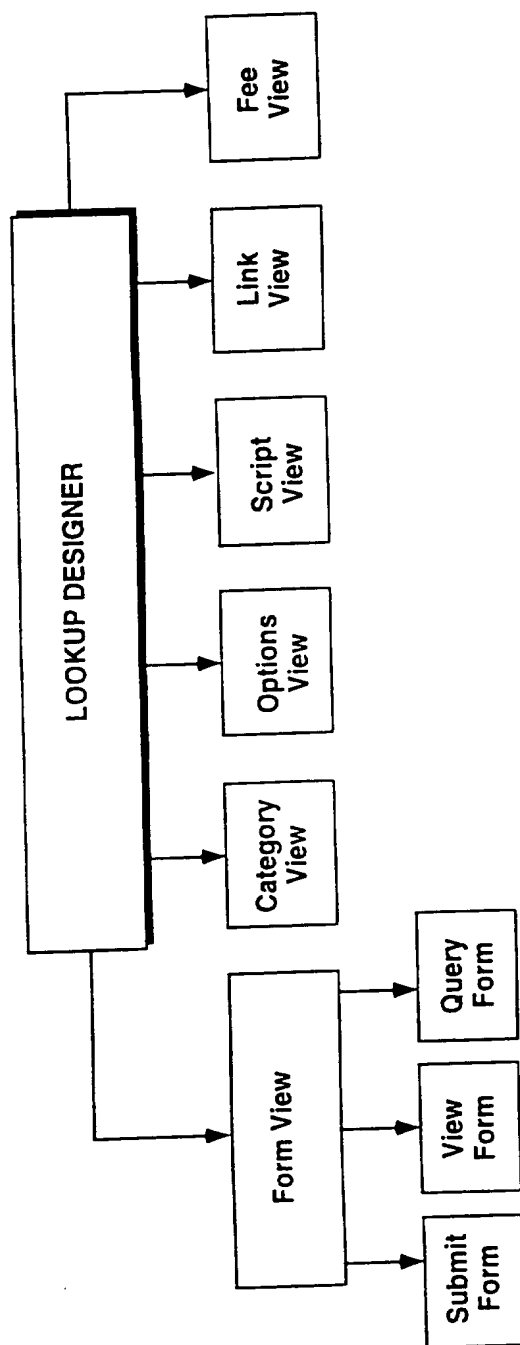 LOOKUP DESIGNER
Form View
Category
View
Options
View
Script
View
Link
View
Fee
View
Submit
Form
View
Form
Query
Form